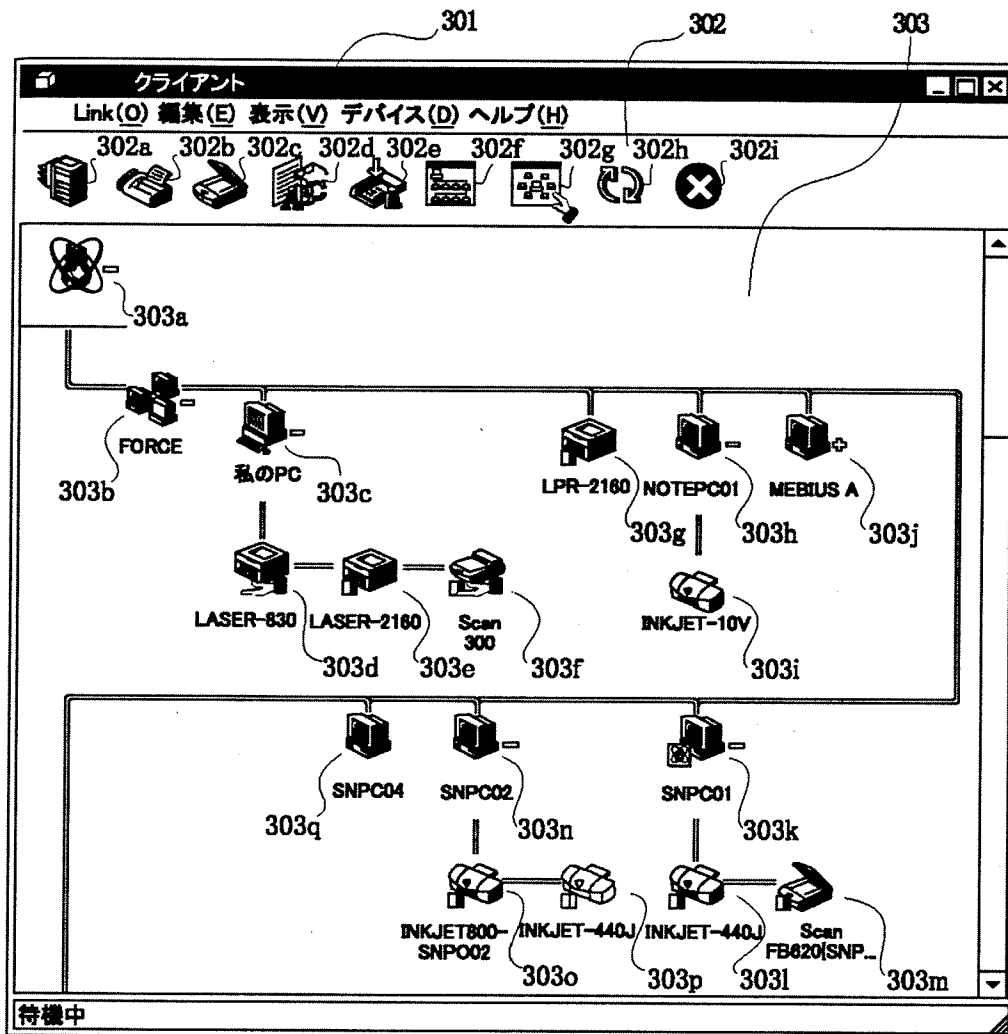 301 302 303
クライアント
Link(O) 編集(E) 表示(V) デバイス(D) ヘルプ(H)
302a 302b 302c 302d 302e 302f 302g 302h 302i
303a
FORCE
303b
私のPC
303c
LPR-2160
303g
NOTEPC01
303h
MEBIUS A
303j
LASER-830
303d
LASER-2160
303e
Scan
300
303f
INKJET-10V
303i
SNPC04
303q
SNPC02
303n
SNPC01
303k
INKJET800-
SNPO02
303o
INKJET-440J
303p
INKJET-440J
303l
Scan
FB620[SNP...
303m
待機中